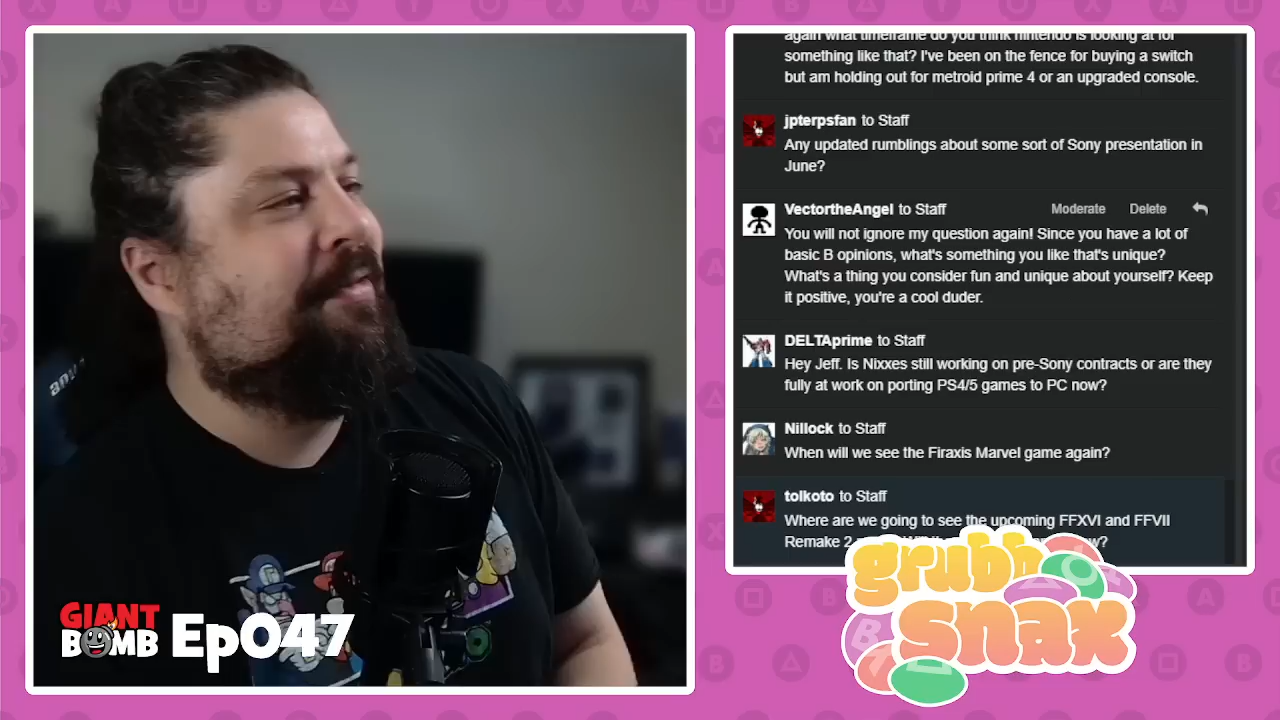 again what timeframe do you think nintendo is looking at for
something like that? I've been on the fence for buying a switch
but am holding out for metroid prime 4 or an upgraded console.
jpterpsfan to Staff
Any updated rumblings about some sort of Sony presentation in
June?
VectortheAngel to Staff Moderate Delete
You will not ignore my question again! Since you have a lot of
basic B opinions, what's something you like that's unique?
What's a thing you consider fun and unique about yourself? Keep
it positive, you're a cool duder.
DELTAprime to Staff
Hey Jeff. Is Nixxes still working on pre-Sony contracts or are they
fully at work on porting PS4/5 games to PC now?
Nillock to Staff
When will we see the Firaxis Marvel game again?
tolkoto to Staff
Where are we going to see the upcoming FFXVI and FFVII
Remake 2
grubb
snax
GIANT
BOMB Ep047